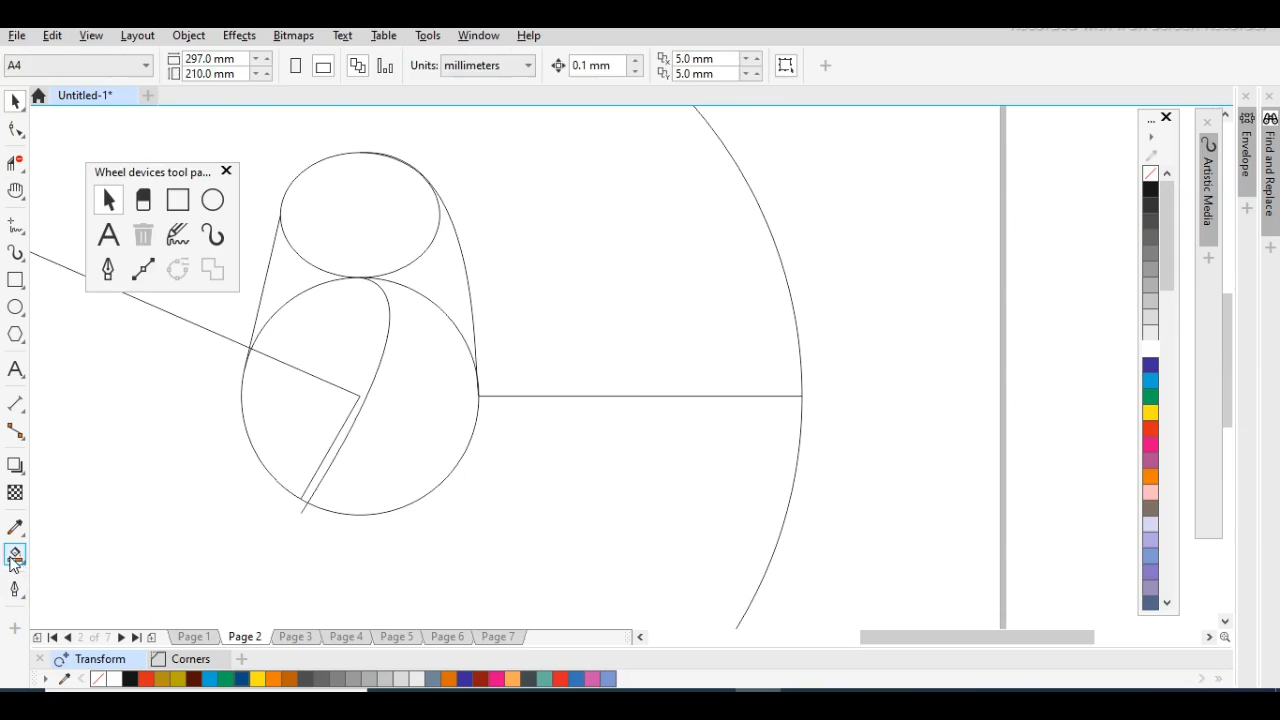 File Edit View Layout Object Effects Bitmaps Text Table Tools Window Help
A4 297.0 mm 210.0 mm Units: millimeters 0.1 mm 5.0 mm 5.0 mm
Untitled-1*
Wheel devices tool pa...
...
Artistic Media
Envelope
Find and Replace
2 of 7 Page 1 Page 2 Page 3 Page 4 Page 5 Page 6 Page 7
Transform Corners